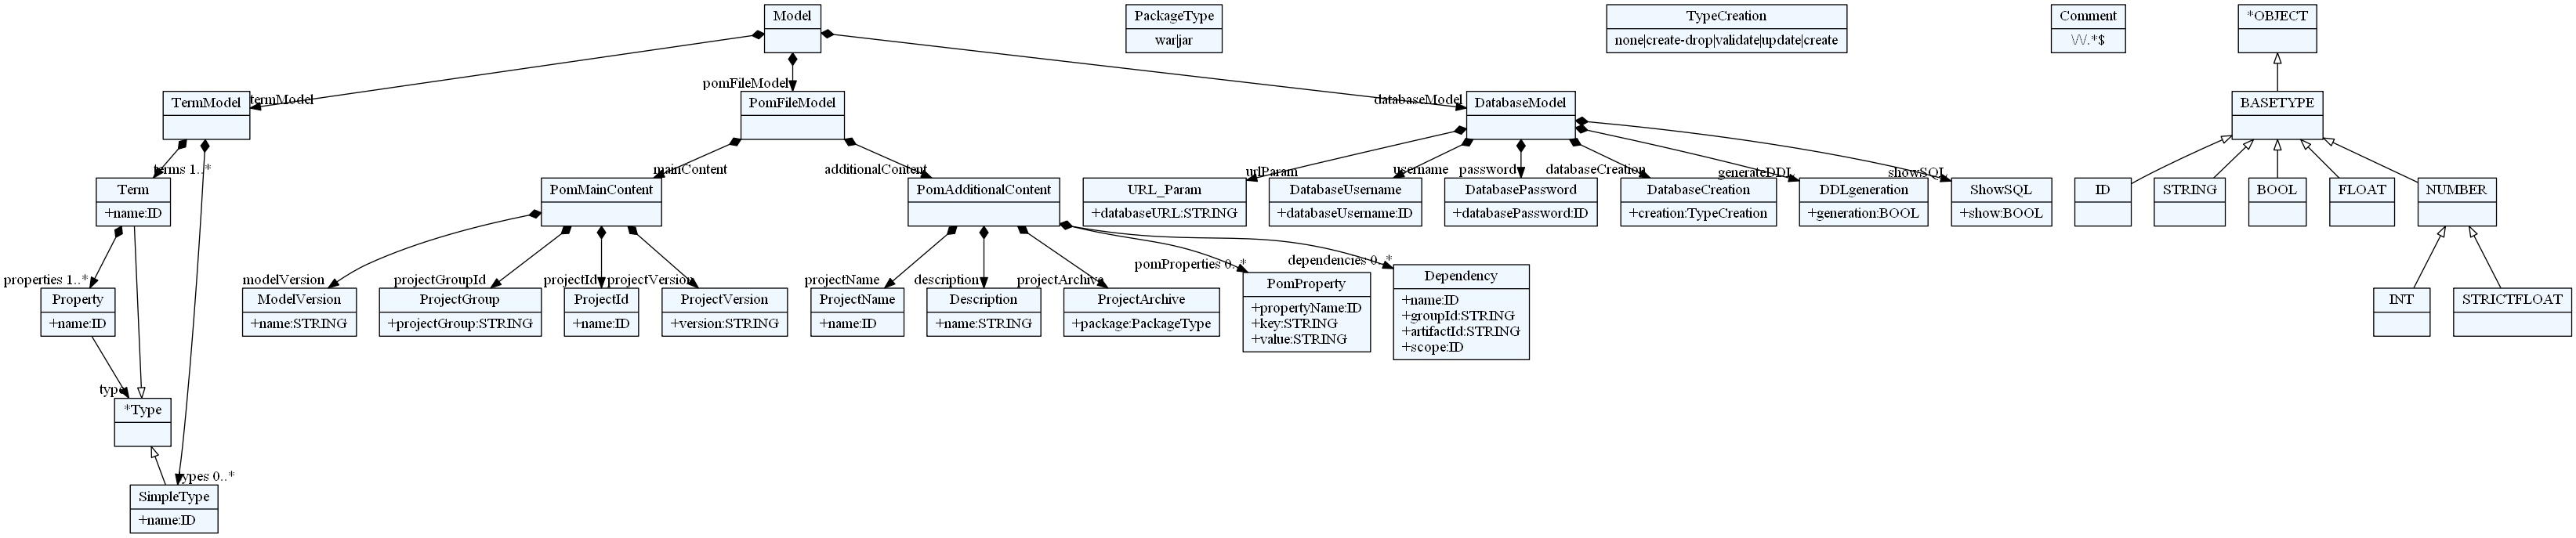 Model
PackageType
war|jar
TypeCreation
none|create-drop|validate|update|create
Comment
\/\/.*$
*OBJECT
pomFileModel
termModel
databaseModel
TermModel
PomFileModel
DatabaseModel
BASETYPE
terms 1..*
mainContent
additionalContent
urlParam
username
password
databaseCreation
generateDDL
showSQL
Term
+name:ID
PomMainContent
PomAdditionalContent
URL_Param
+databaseURL:STRING
DatabaseUsername
+databaseUsername:ID
DatabasePassword
+databasePassword:ID
DatabaseCreation
+creation:TypeCreation
DDLgeneration
+generation:BOOL
ShowSQL
+show:BOOL
ID
STRING
BOOL
FLOAT
NUMBER
properties 1..*
modelVersion
projectGroupId
projectId
projectVersion
projectName
description
projectArchive
pomProperties 0..*
dependencies 0..*
Property
+name:ID
ModelVersion
+name:STRING
ProjectGroup
+projectGroup:STRING
ProjectId
+name:ID
ProjectVersion
+version:STRING
ProjectName
+name:ID
Description
+name:STRING
ProjectArchive
+package:PackageType
PomProperty
+propertyName:ID
+key:STRING
+value:STRING
Dependency
+name:ID
+groupId:STRING
+artifactId:STRING
+scope:ID
INT
STRICTFLOAT
type
*Type
types 0..*
SimpleType
+name:ID